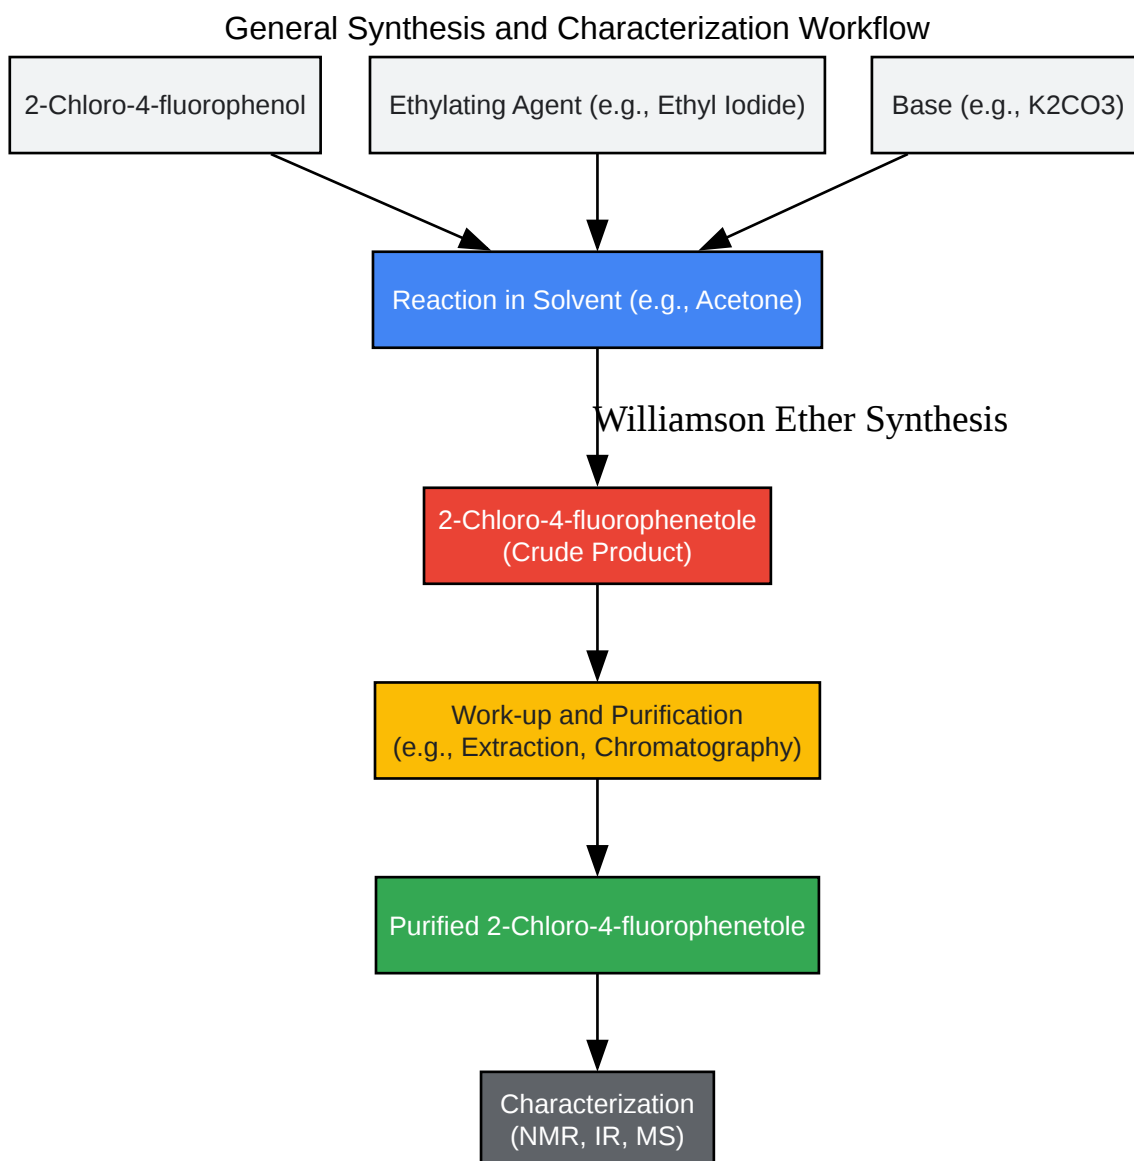 General Synthesis and Characterization Workflow
2-Chloro-4-fluorophenol
Ethylating Agent (e.g., Ethyl Iodide)
Base (e.g., K2CO3)
Reaction in Solvent (e.g., Acetone)
Williamson Ether Synthesis
2-Chloro-4-fluorophenetole
(Crude Product)
Work-up and Purification
(e.g., Extraction, Chromatography)
Purified 2-Chloro-4-fluorophenetole
Characterization
(NMR, IR, MS)